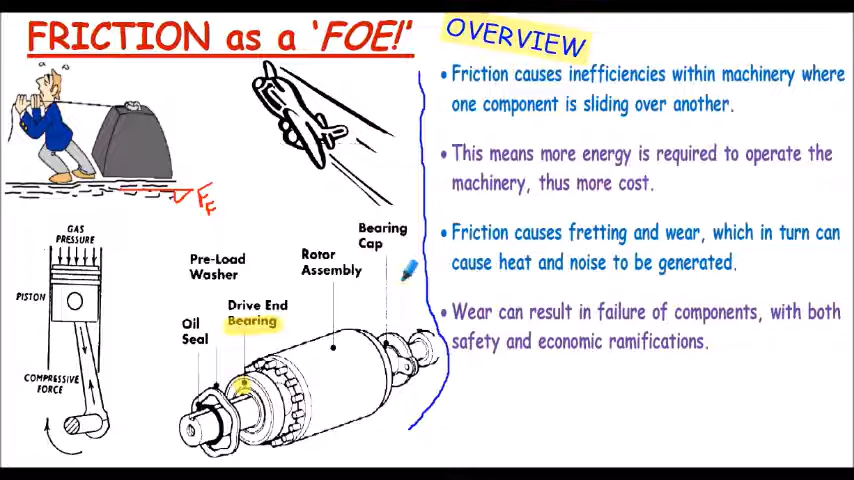 FRICTION as a 'FOE!'
OVERVIEW
• Friction causes inefficiencies within machinery where
one component is sliding over another.
• This means more energy is required to operate the
machinery, thus more cost.
• Friction causes fretting and wear, which in turn can
cause heat and noise to be generated.
• Wear can result in failure of components, with both
safety and economic ramifications.
FF
GAS
PRESSURE
PISTON
COMPRESSIVE
FORCE
Pre-Load
Washer
Oil
Seal
Drive End
Bearing
Rotor
Assembly
Bearing
Cap